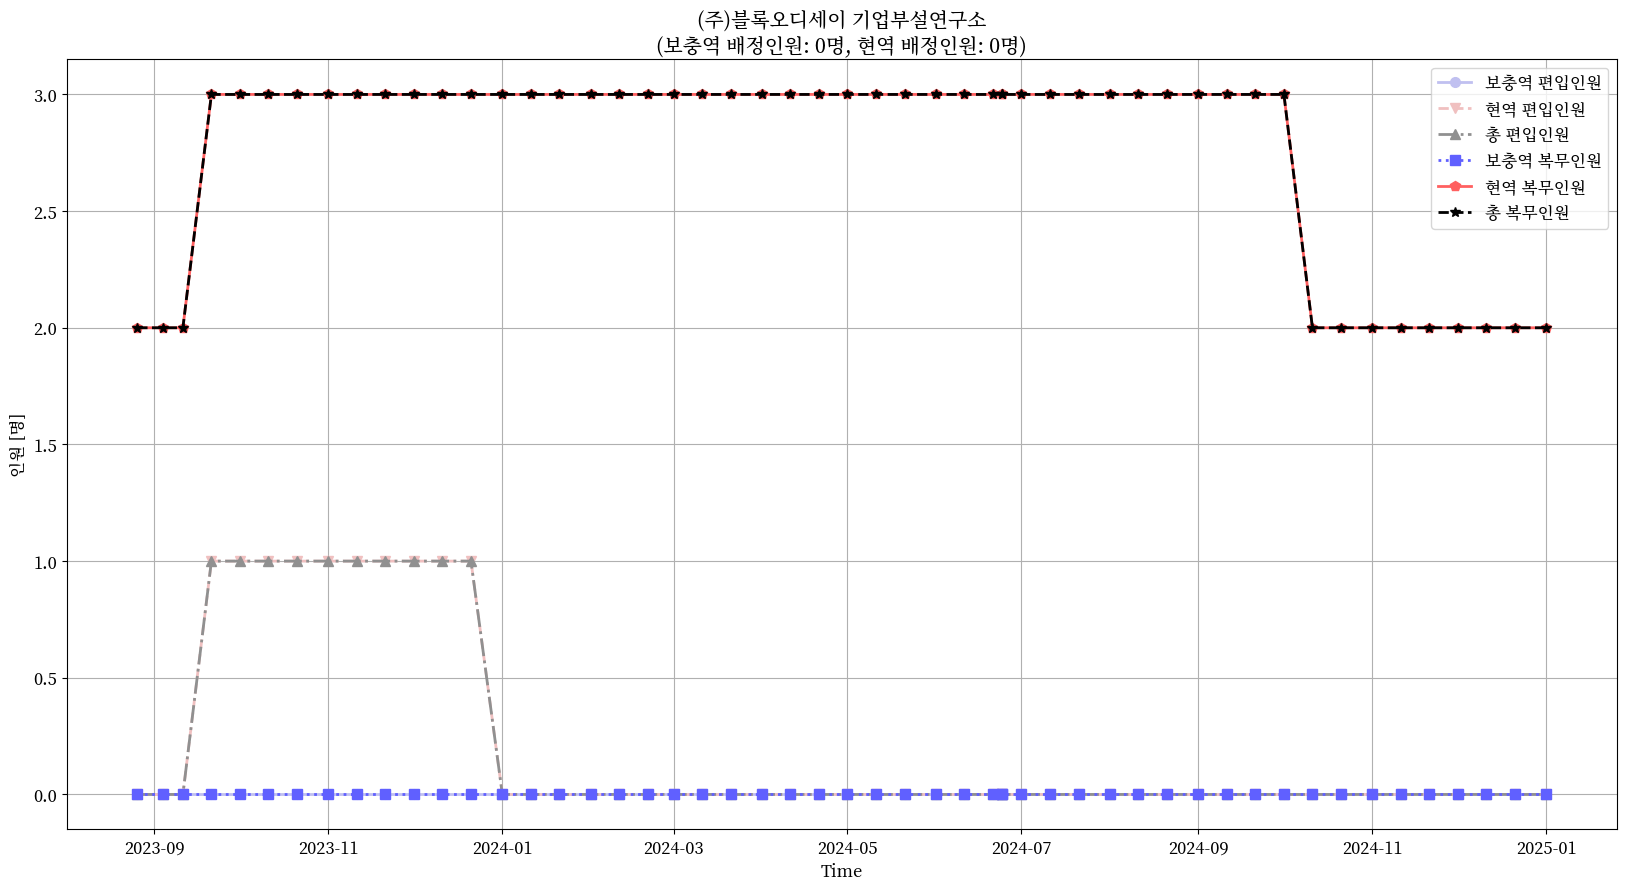 (주)블록오디세이 기업부설연구소
(보충역 배정인원: 0명, 현역 배정인원: 0명)
보충역 편입인원
현역 편입인원
총 편입인원
보충역 복무인원
현역 복무인원
총 복무인원
3.0
2.5
2.0
1.5
1.0
0.5
0.0
인원 [명]
2023-09
2023-11
2024-01
2024-03
2024-05
2024-07
2024-09
2024-11
2025-01
Time